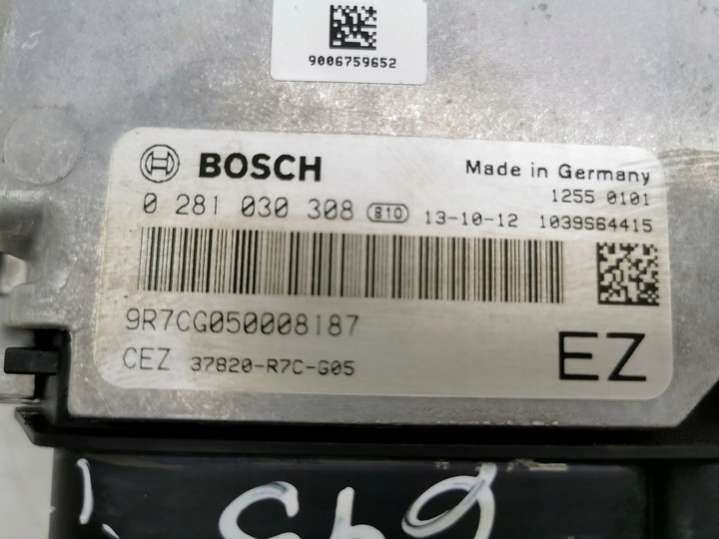 9006759652
BOSCH Made in Germany
1255 0101
0 281 030 308 S10 13-10-12 1039S64415
9R7CG050008187
CEZ 37820-R7C-G05 EZ